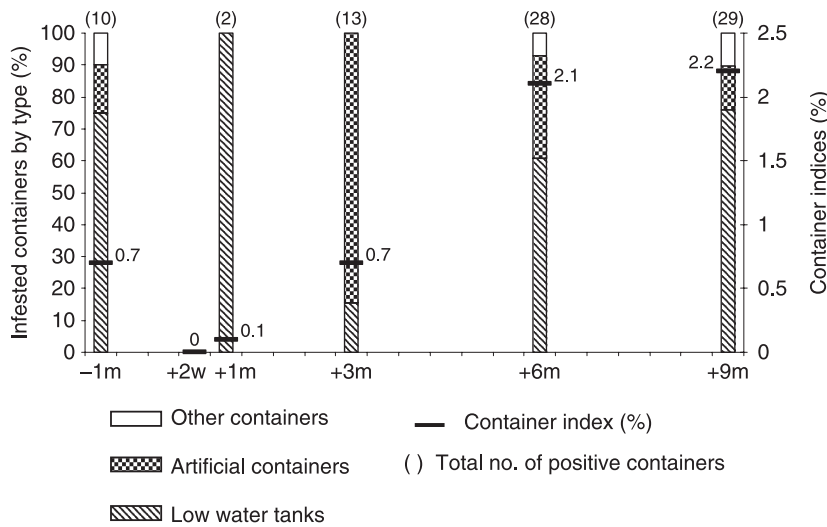 (10) (2) (13) (28) (29)
Infested containers by type (%)
100
90
80
70
60
50
40
30
20
10
0
0.7
0
0.1
0.7
2.1
2.2
2.5
2
1.5
1
0.5
0
Container indices (%)
−1m +2w +1m +3m +6m +9m
Other containers
Container index (%)
Artificial containers
( ) Total no. of positive containers
Low water tanks